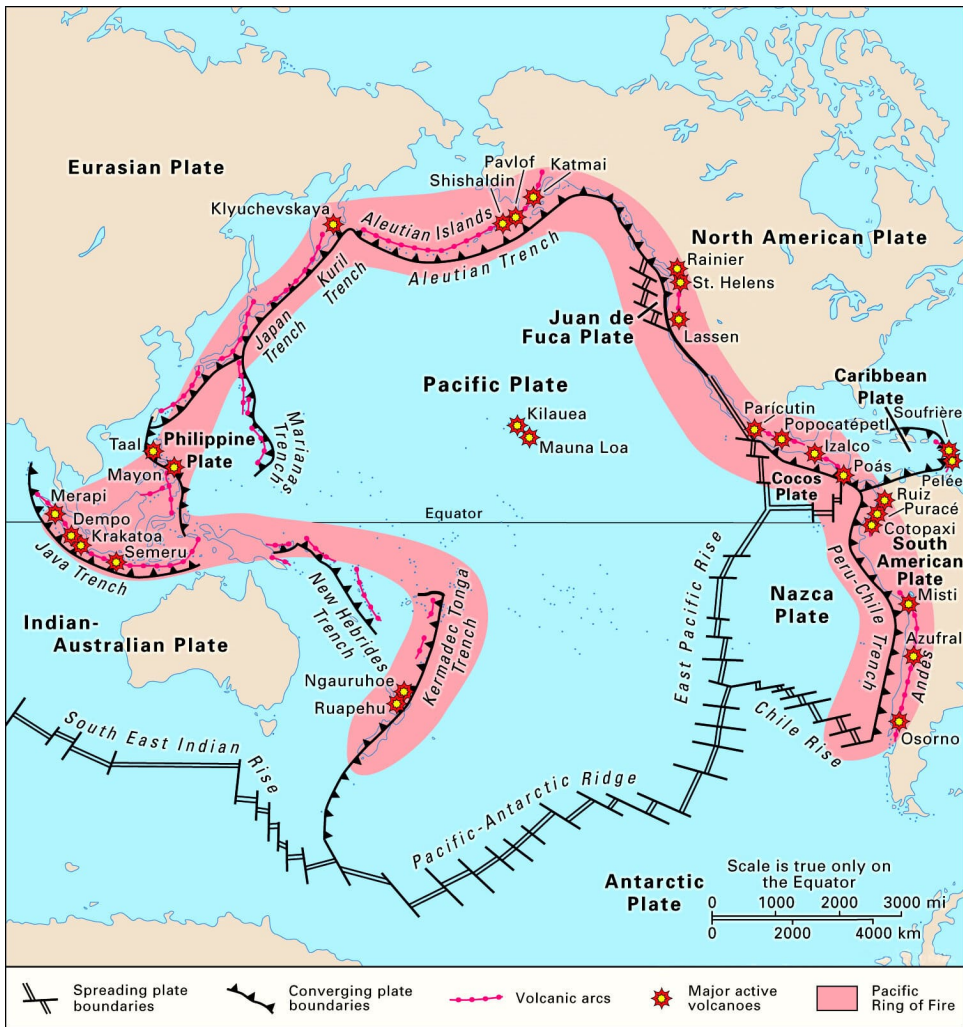 Eurasian Plate
Pavlof
Katmai
Shishaldin
Klyuchevskaya
Aleutian Islands
Aleutian Trench
Kuril
Trench
Japan
Trench
North American Plate
Rainier
St. Helens
Juan de
Fuca Plate
Lassen
Pacific Plate
Caribbean
Plate
Soufrière
Kilauea
Mauna Loa
Parícutin
Popocatépetl
Izalco
Poás
Pelée
Cocos
Plate
Ruiz
Puracé
Cotopaxi
Taal
Philippine
Plate
Mayon
Marianas
Trench
Merapi
Dempo
Krakatoa
Semeru
Java Trench
Equator
South
American
Plate
Misti
Nazca
Plate
Peru-Chile Trench
Azufral
Andes
Osorno
East Pacific Rise
Chile Rise
New Hebrides
Trench
Kermadec Tonga
Trench
Indian-
Australian Plate
Ngauruhoe
Ruapehu
South East Indian
Rise
Pacific-Antarctic Ridge
Antarctic
Plate
Scale is true only on
the Equator
0 1000 2000 3000 mi
0 2000 4000 km
Spreading plate
boundaries
Converging plate
boundaries
Volcanic arcs
Major active
volcanoes
Pacific
Ring of Fire